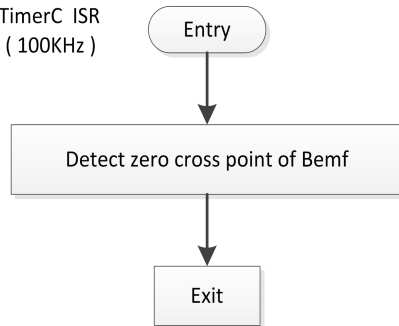 TimerC ISR
( 100KHz )
Entry
Detect zero cross point of Bemf
Exit